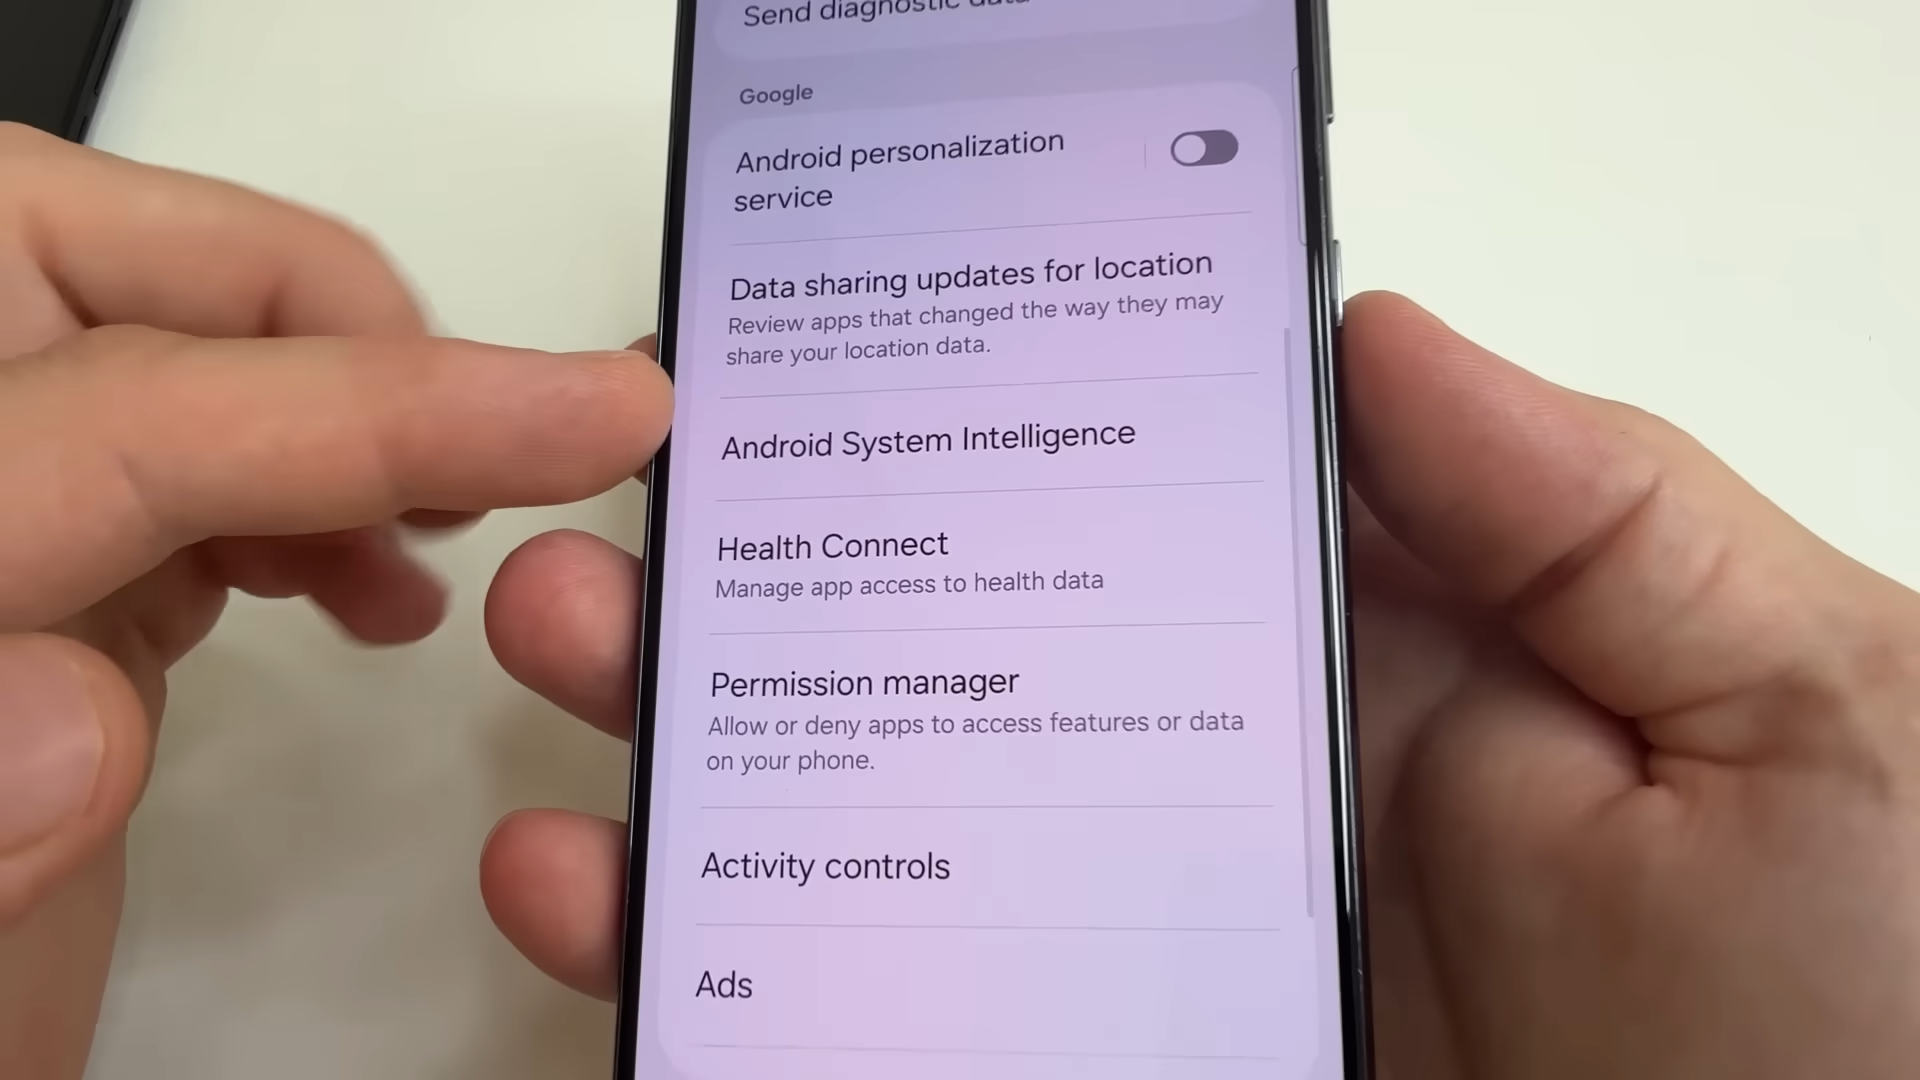 Send diagnostic data
Google
Android personalization
service
Data sharing updates for location
Review apps that changed the way they may
share your location data.
Android System Intelligence
Health Connect
Manage app access to health data
Permission manager
Allow or deny apps to access features or data
on your phone.
Activity controls
Ads